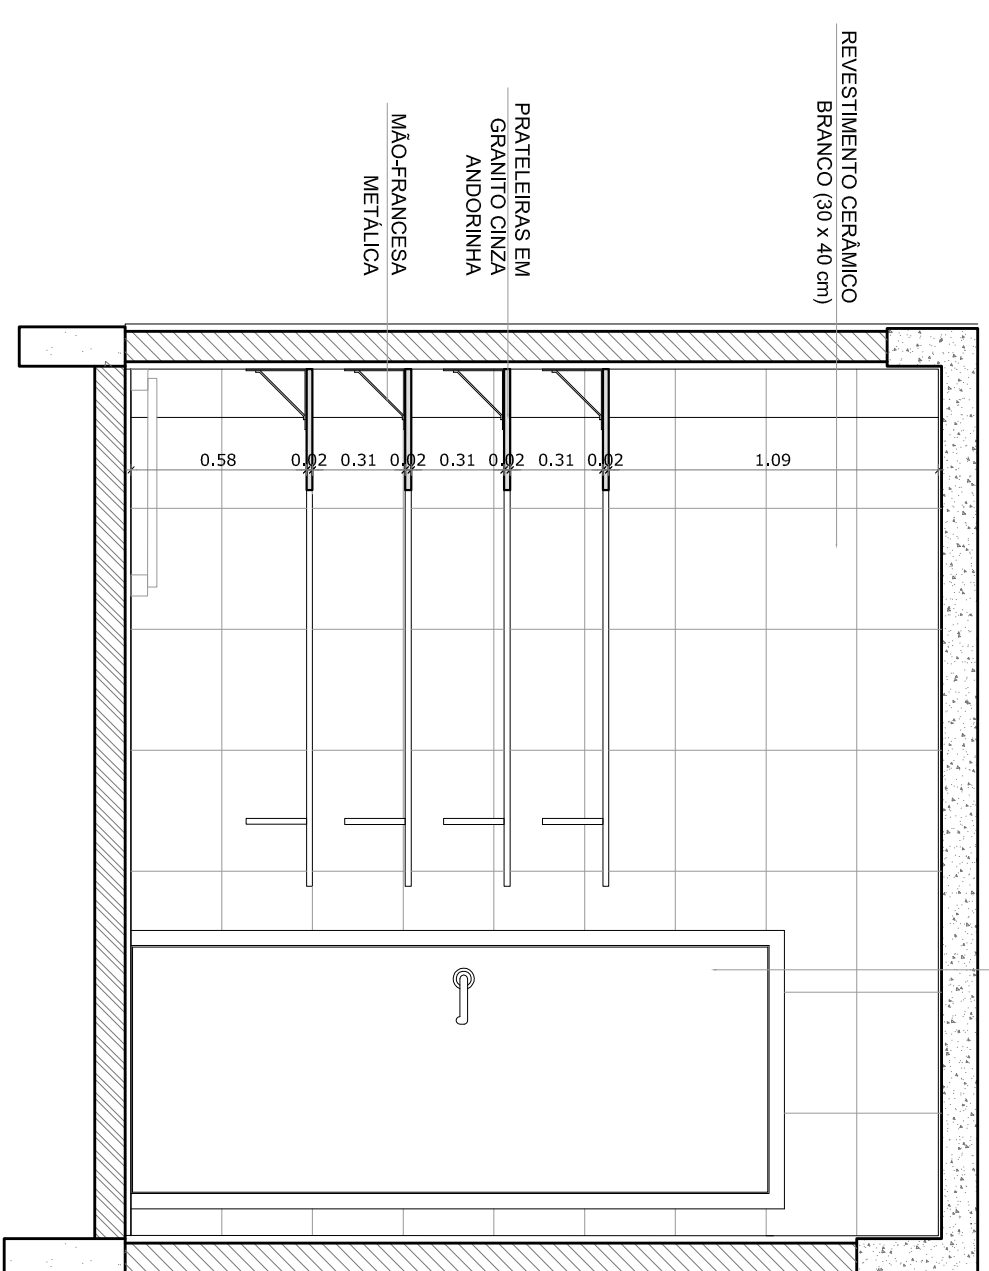 REVESTIMENTO CERÂMICO
BRANCO (30 x 40 cm)
PRATELEIRAS EM
GRANITO CINZA
ANDORINHA
MÃO-FRANCESA
METÁLICA
0.58 0.02 0.31 0.02 0.31 0.02 0.31 0.02 1.09